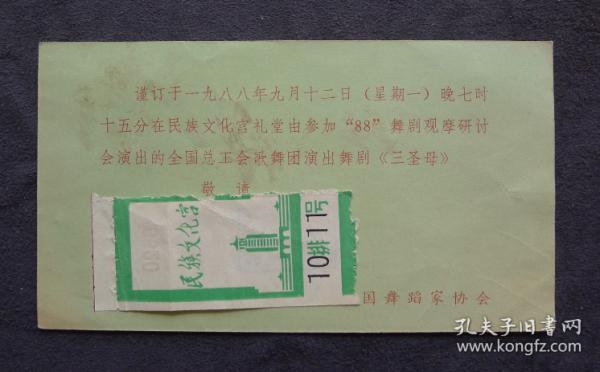 谨订于一九八八年九月十二日（星期一）晚七时
十五分在民族文化宫礼堂由参加“88”舞剧观摩研讨
会演出的全国总工会歌舞团演出舞剧《三圣母》
敬请
民族文化宫
10排11号
国舞蹈家协会
孔夫子旧书网
www.kongfz.com